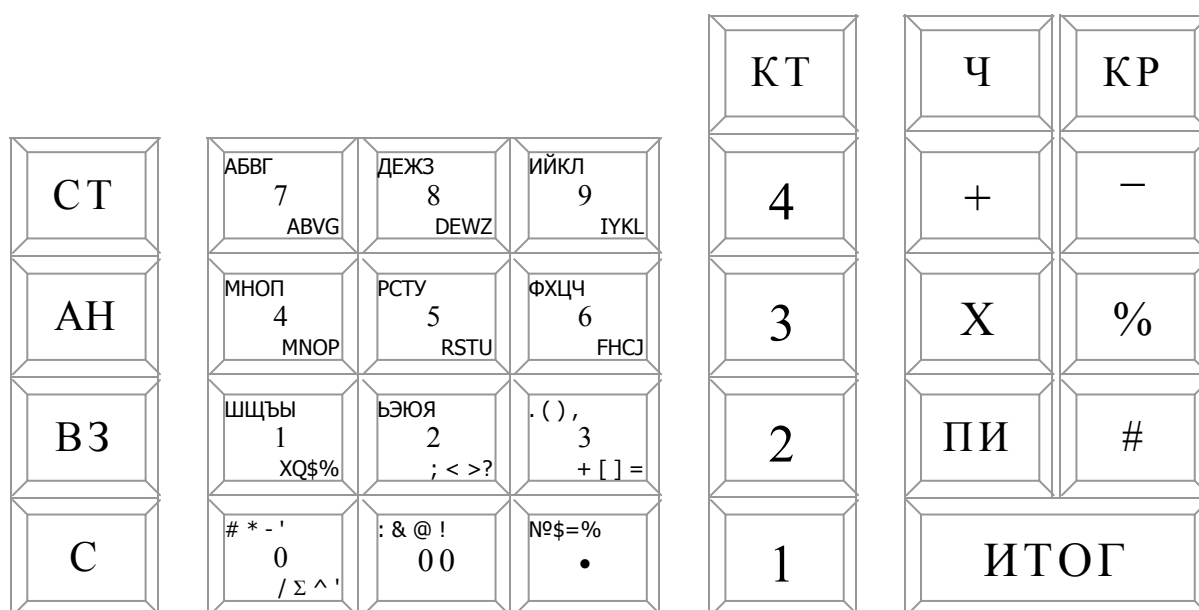 КТ Ч КР
СТ АБВГ 7 ABVG ДЕЖЗ 8 DEWZ ИЙКЛ 9 IYKL 4 + –
АН МНОП 4 MNOP РСТУ 5 RSTU ФХЦЧ 6 FHCJ 3 X %
ВЗ ШЩЪЫ 1 XQ$% ЬЭЮЯ 2 ; < >? . ( ) , 3 + [ ] = 2 ПИ #
С # * - ' 0 / Σ ^ ' : & @ ! 00 №$=% • 1 ИТОГ